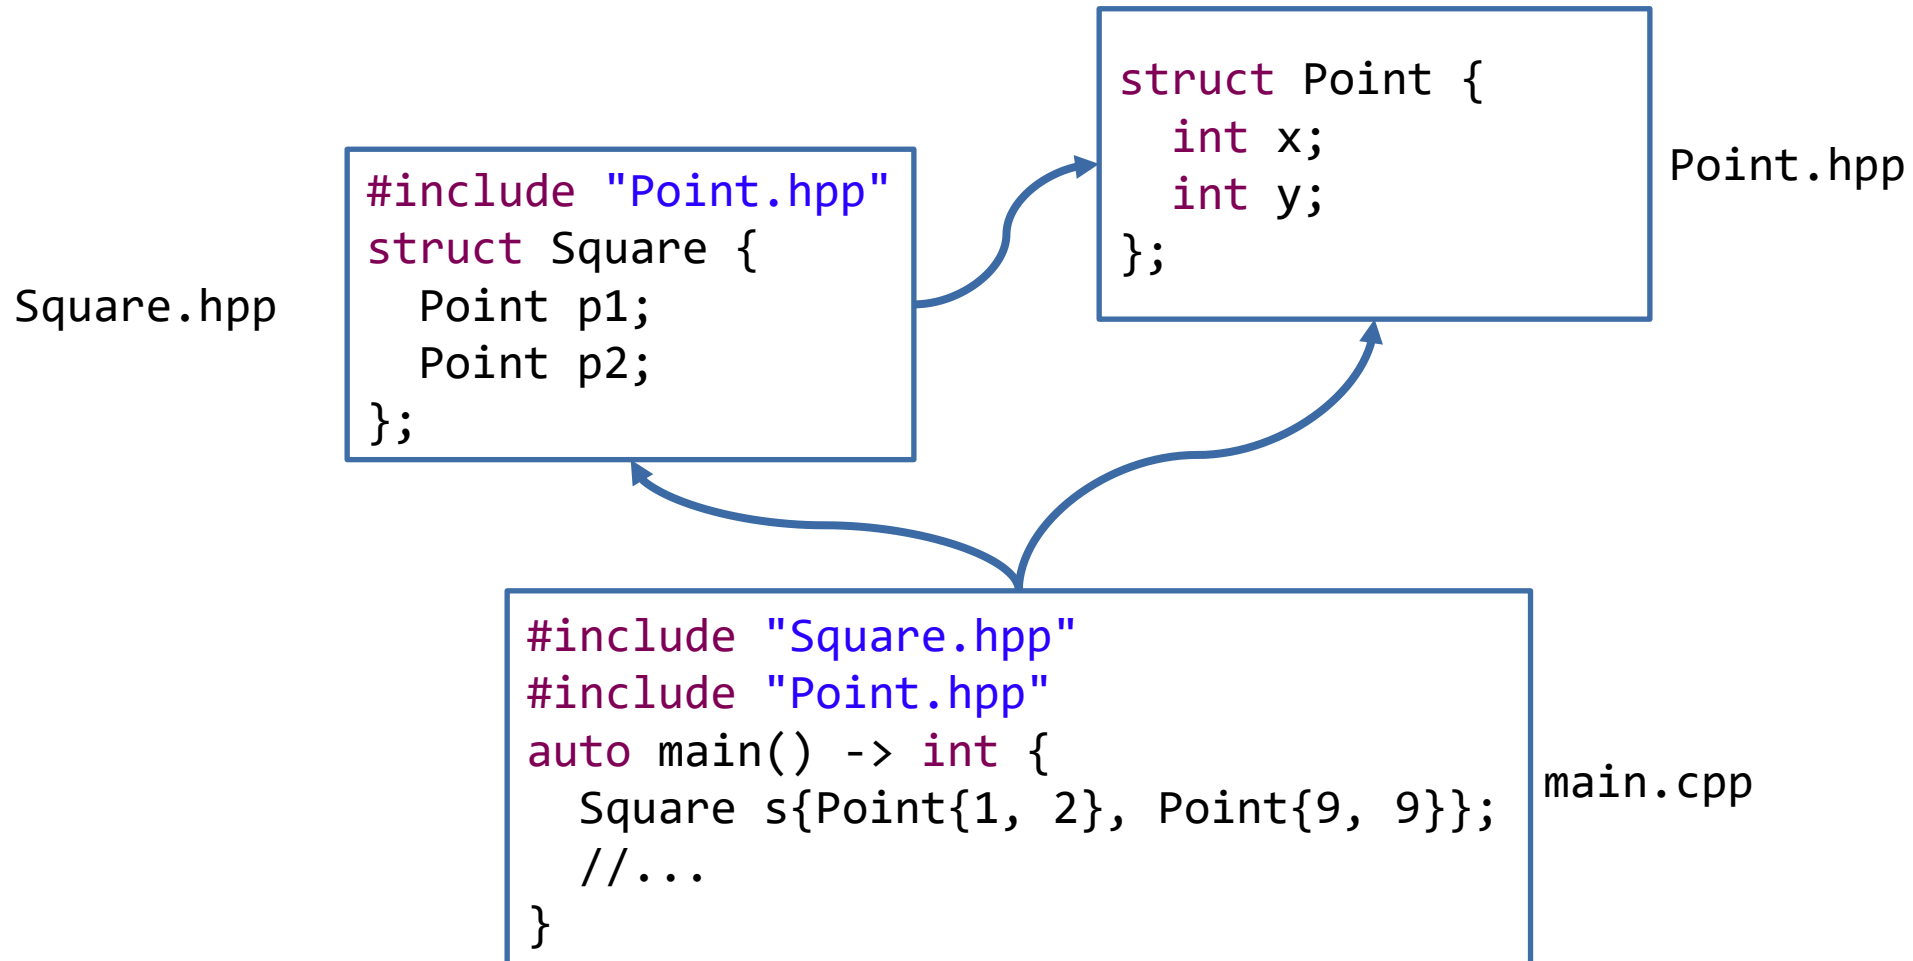 struct Point {
  int x;
  int y;
};
Point.hpp
#include "Point.hpp"
struct Square {
  Point p1;
  Point p2;
};
Square.hpp
#include "Square.hpp"
#include "Point.hpp"
auto main() -> int {
  Square s{Point{1, 2}, Point{9, 9}};
  //...
}
main.cpp